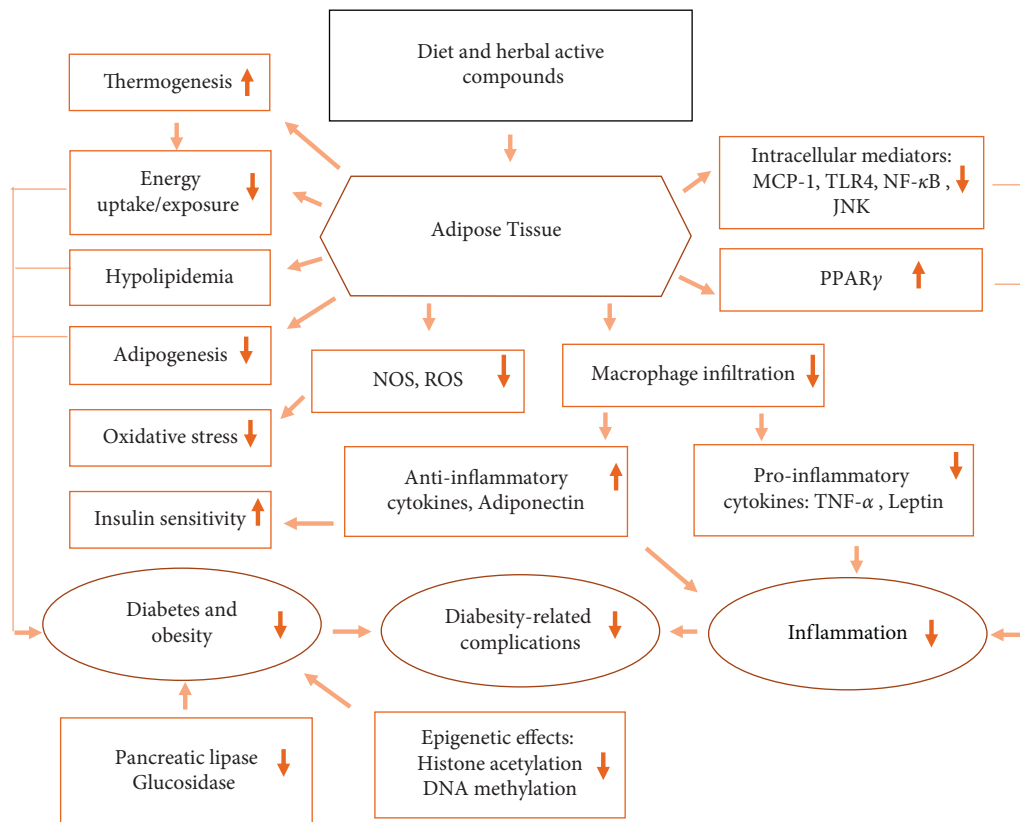 Diet and herbal active
compounds
Thermogenesis
Intracellular mediators:
MCP-1, TLR4, NF-κB ,
JNK
Energy
uptake/exposure
Adipose Tissue
Hypolipidemia
PPARγ
Adipogenesis
NOS, ROS
Macrophage infiltration
Oxidative stress
Anti-inflammatory
cytokines, Adiponectin
Pro-inflammatory
cytokines: TNF-α , Leptin
Insulin sensitivity
Diabetes and
obesity
Diabesity-related
complications
Inflammation
Pancreatic lipase
Glucosidase
Epigenetic effects:
Histone acetylation
DNA methylation